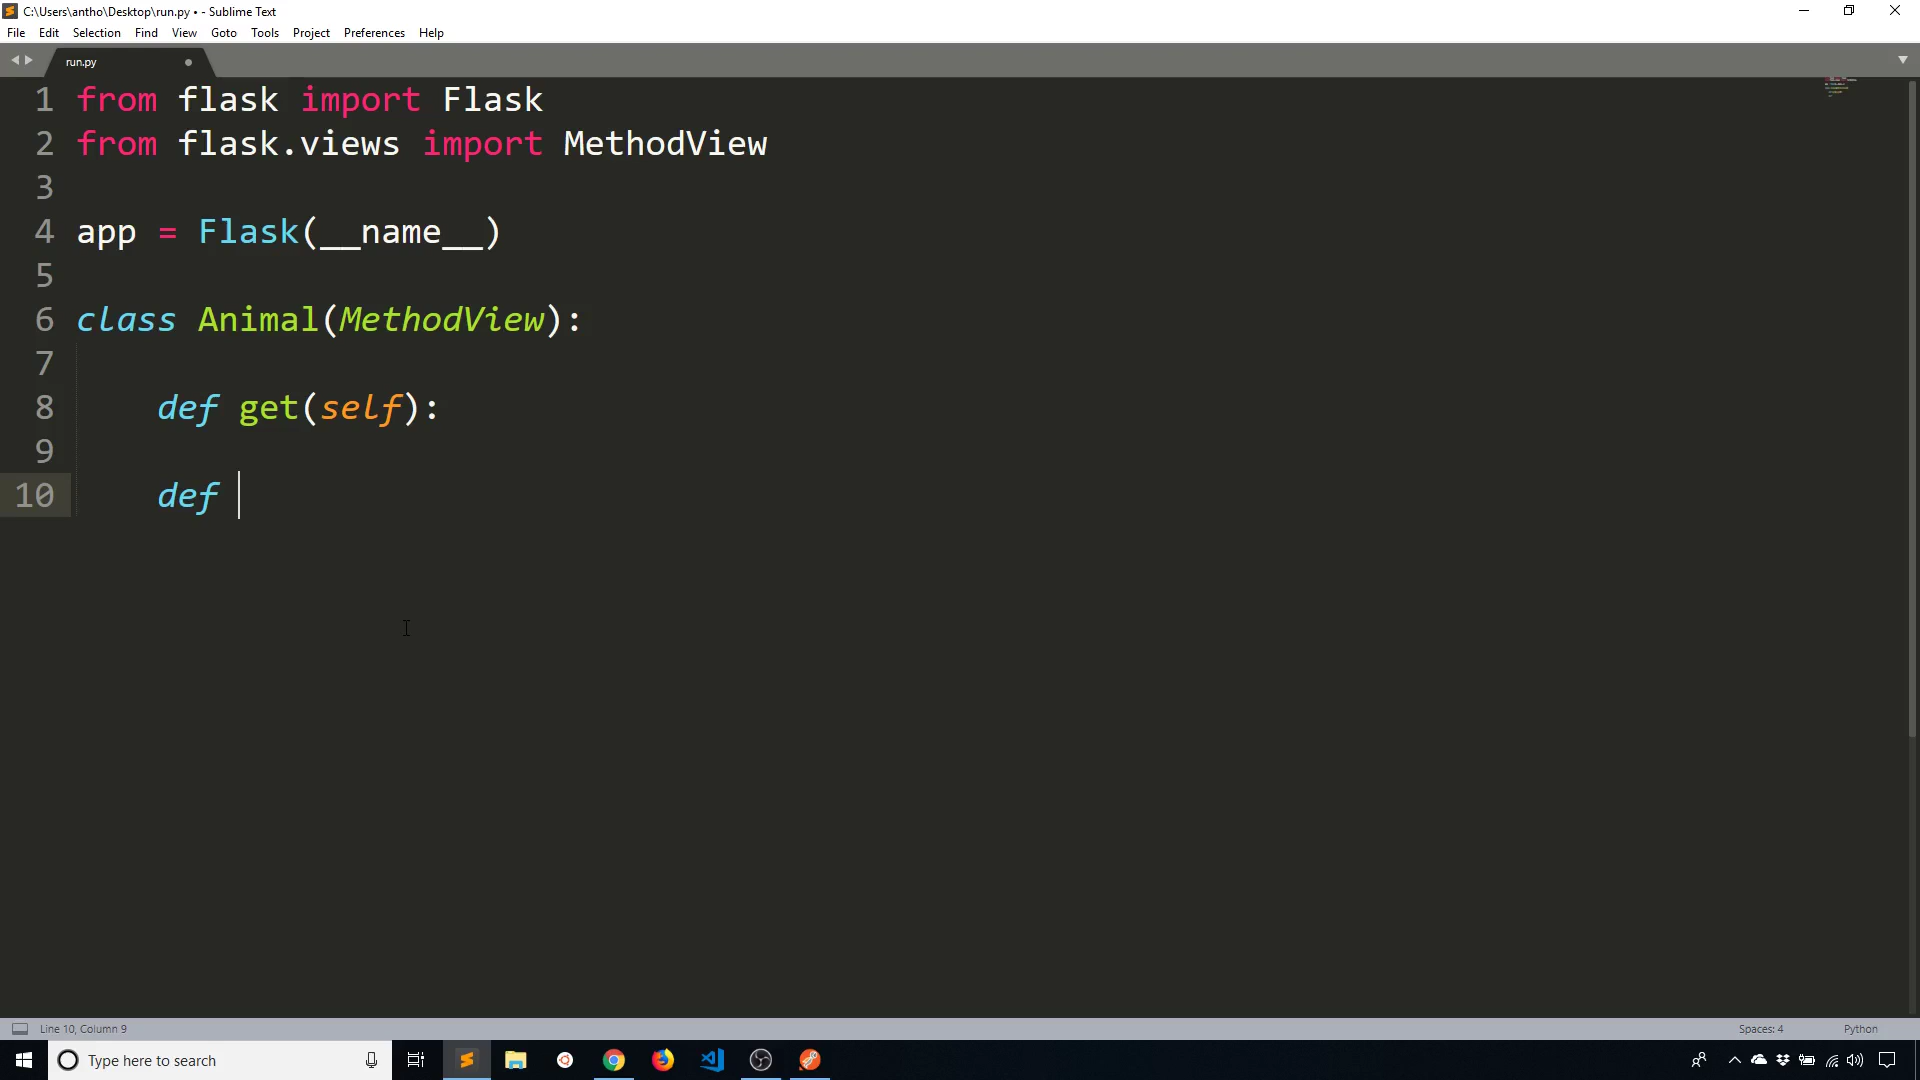 C:\Users\antho\Desktop\run.py • - Sublime Text
File Edit Selection Find View Goto Tools Project Preferences Help
run.py
1 from flask import Flask
2 from flask.views import MethodView
3
4 app = Flask(__name__)
5
6 class Animal(MethodView):
7
8     def get(self):
9
10     def
Line 10, Column 9
Spaces: 4
Python
Type here to search